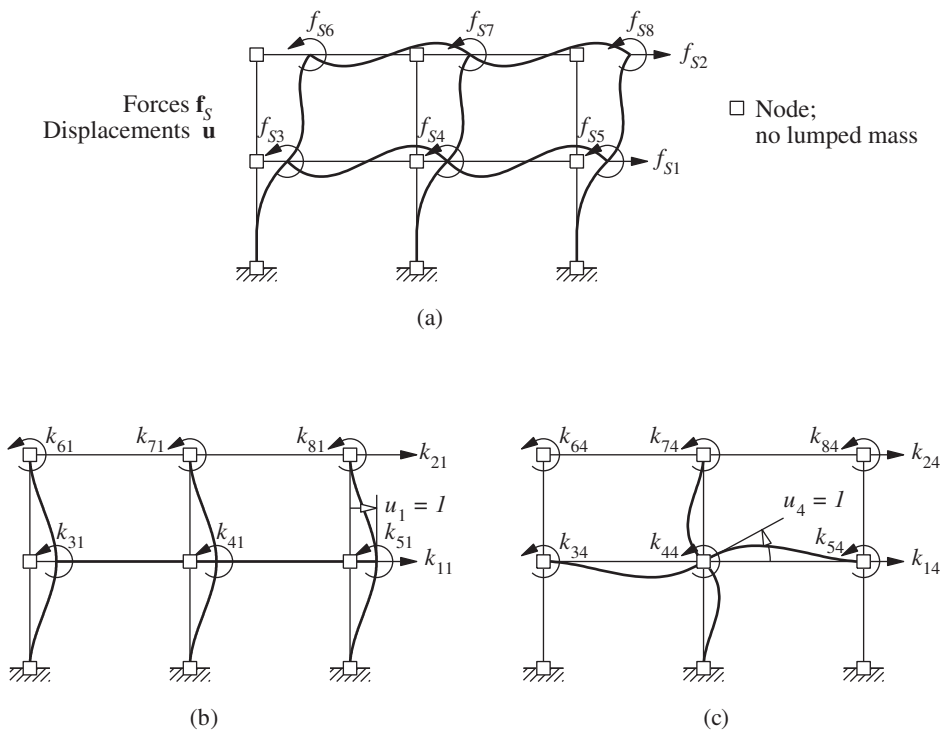 f_S6 f_S7 f_S8
f_S2
Forces f_S
Displacements u
Node;
no lumped mass
f_S3 f_S4 f_S5
f_S1
(a)
k_61 k_71 k_81
k_21
u_1 = 1
k_31 k_41 k_51
k_11
(b)
k_64 k_74 k_84
k_24
u_4 = 1
k_34 k_44 k_54
k_14
(c)